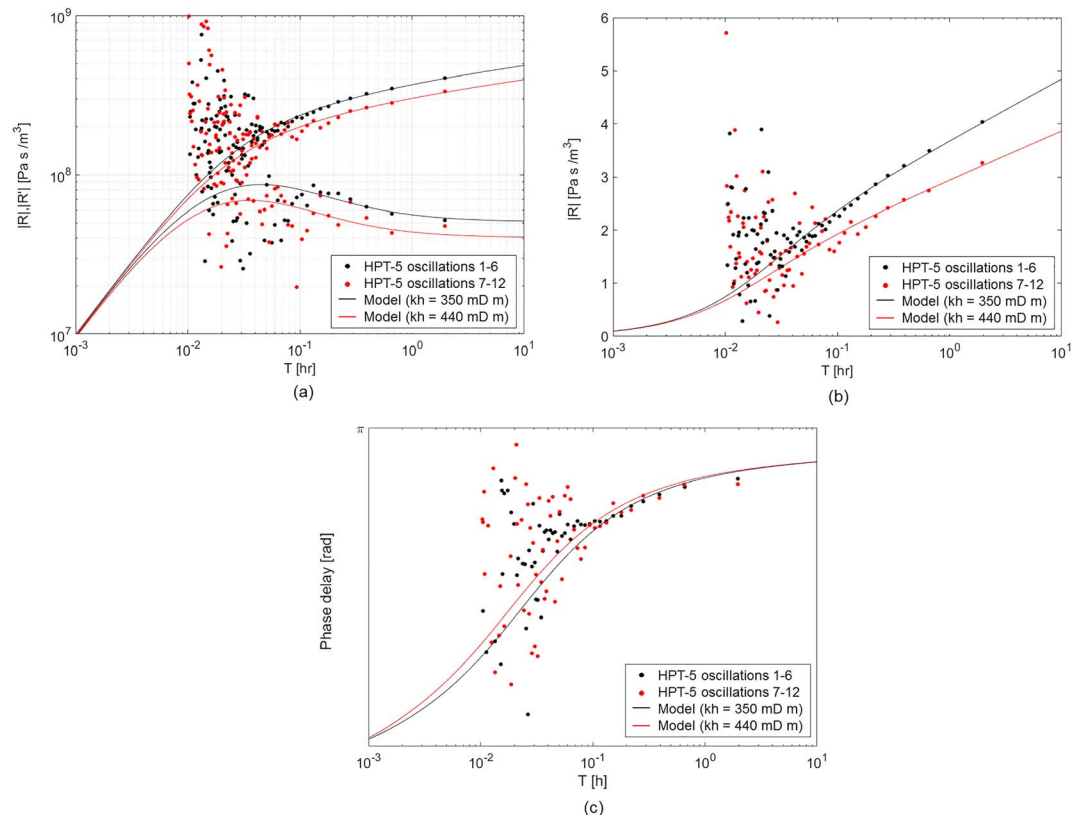 10^9
10^8
10^7
|R|,|R'| [Pa s /m^3]
10^-3
10^-2
10^-1
10^0
10^1
T [hr]
HPT-5 oscillations 1-6
HPT-5 oscillations 7-12
Model (kh = 350 mD m)
Model (kh = 440 mD m)
(a)
6
5
4
3
2
1
0
|R| [Pa s /m^3]
10^-3
10^-2
10^-1
10^0
10^1
T [hr]
HPT-5 oscillations 1-6
HPT-5 oscillations 7-12
Model (kh = 350 mD m)
Model (kh = 440 mD m)
(b)
π
Phase delay [rad]
10^-3
10^-2
10^-1
10^0
10^1
T [h]
HPT-5 oscillations 1-6
HPT-5 oscillations 7-12
Model (kh = 350 mD m)
Model (kh = 440 mD m)
(c)